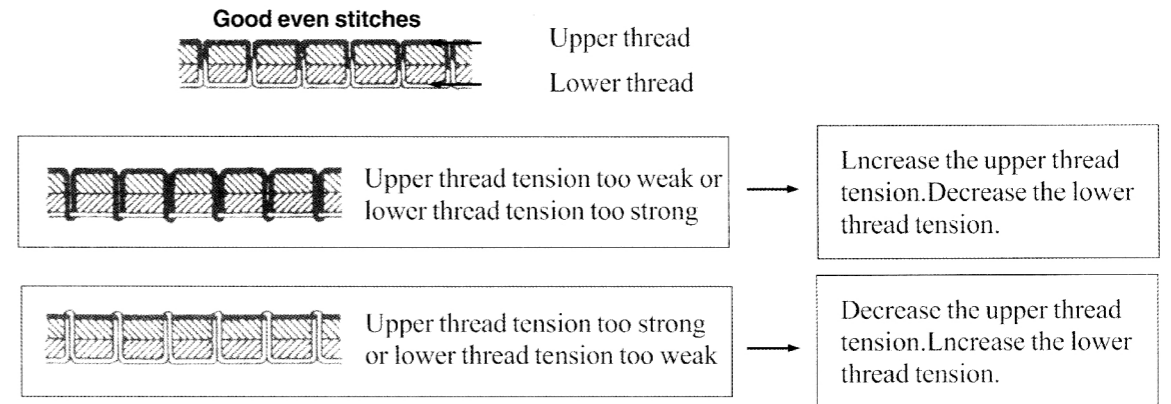 Good even stitches
Upper thread
Lower thread
Upper thread tension too weak or
lower thread tension too strong
Lncrease the upper thread
tension.Decrease the lower
thread tension.
Upper thread tension too strong
or lower thread tension too weak
Decrease the upper thread
tension.Lncrease the lower
thread tension.